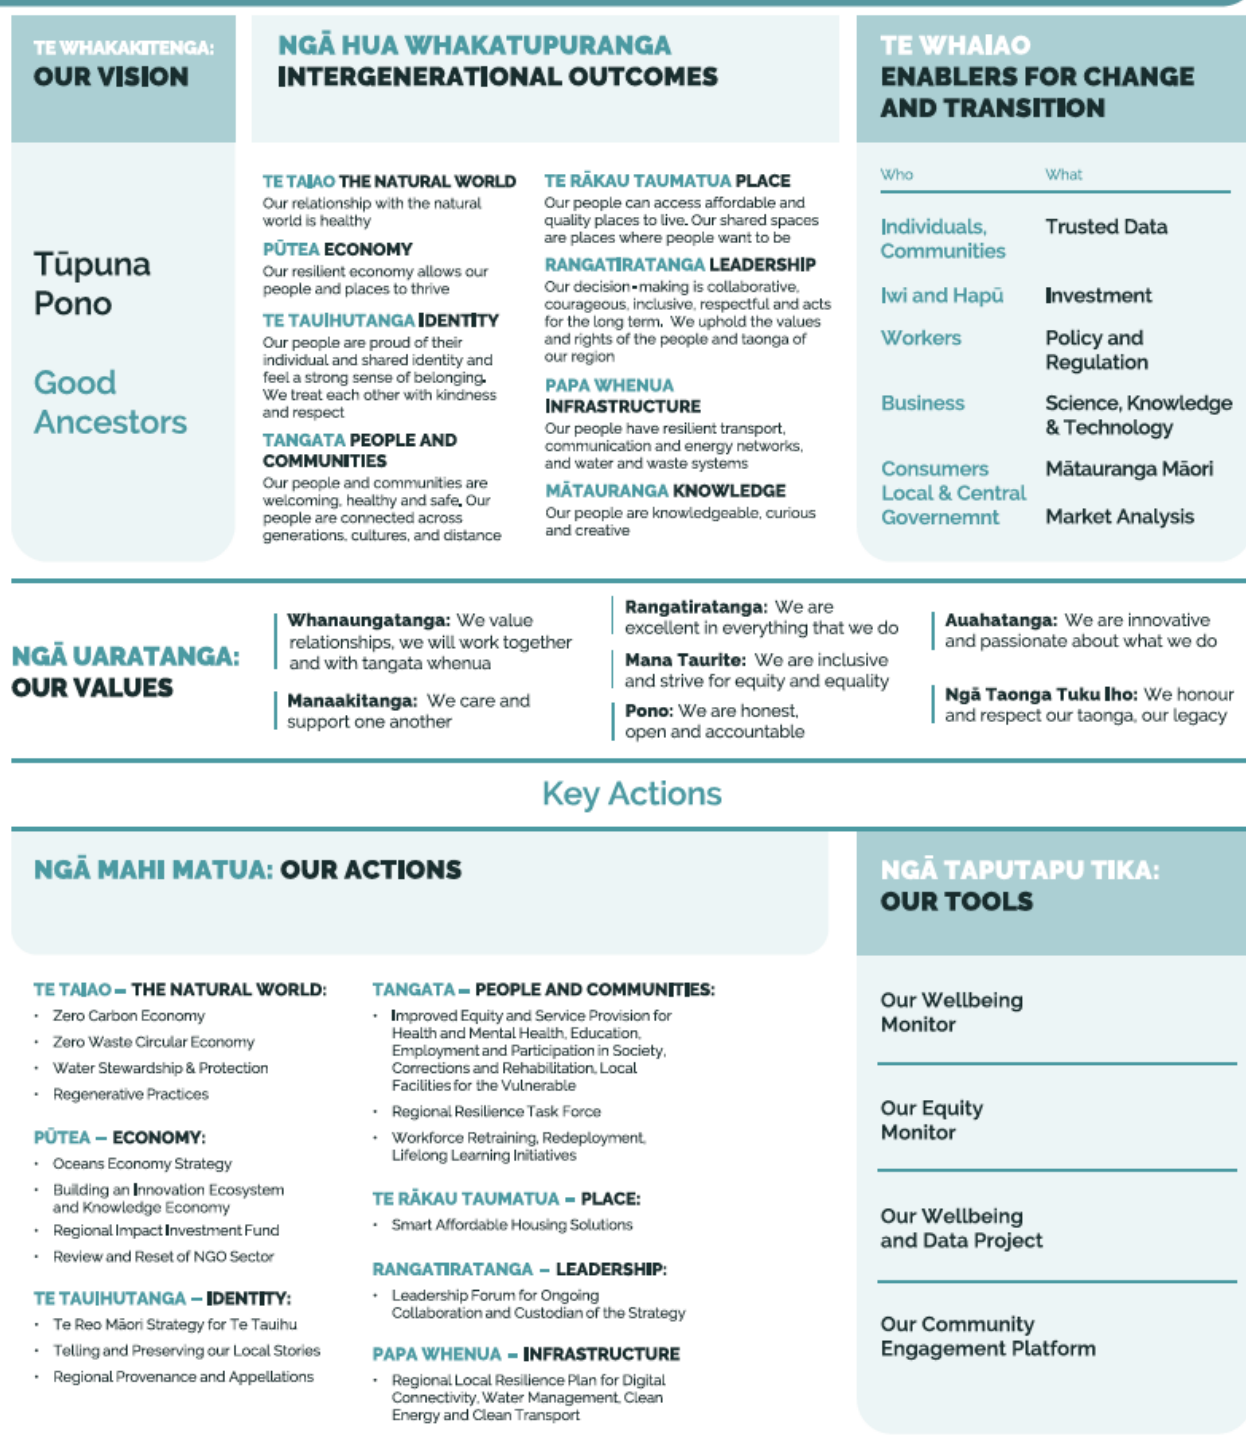 TE WHAKAKITENGA:
OUR VISION
Tūpuna
Pono
Good
Ancestors
NGĀ HUA WHAKATUPURANGA
INTERGENERATIONAL OUTCOMES
TE TAIAO THE NATURAL WORLD
Our relationship with the natural
world is healthy
PŪTEA ECONOMY
Our resilient economy allows our
people and places to thrive
TE TAUIHUTANGA IDENTITY
Our people are proud of their
individual and shared identity and
feel a strong sense of belonging.
We treat each other with kindness
and respect
TANGATA PEOPLE AND
COMMUNITIES
Our people and communities are
welcoming, healthy and safe. Our
people are connected across
generations, cultures, and distance
TE RĀKAU TAUMATUA PLACE
Our people can access affordable and
quality places to live. Our shared spaces
are places where people want to be
RANGATIRATANGA LEADERSHIP
Our decision-making is collaborative,
courageous, inclusive, respectful and acts
for the long term. We uphold the values
and rights of the people and taonga of
our region
PAPA WHENUA
INFRASTRUCTURE
Our people have resilient transport,
communication and energy networks,
and water and waste systems
MĀTAURANGA KNOWLEDGE
Our people are knowledgeable, curious
and creative
TE WHAIAO
ENABLERS FOR CHANGE
AND TRANSITION
Who What
Individuals, Trusted Data
Communities
Iwi and Hapū Investment
Workers Policy and
Regulation
Business Science, Knowledge
& Technology
Consumers Mātauranga Māori
Local & Central
Governemnt Market Analysis
NGĀ UARATANGA:
OUR VALUES
Whanaungatanga: We value
relationships, we will work together
and with tangata whenua
Manaakitanga: We care and
support one another
Rangatiratanga: We are
excellent in everything that we do
Mana Taurite: We are inclusive
and strive for equity and equality
Pono: We are honest,
open and accountable
Auahatanga: We are innovative
and passionate about what we do
Ngā Taonga Tuku Iho: We honour
and respect our taonga, our legacy
Key Actions
NGĀ MAHI MATUA: OUR ACTIONS
TE TAIAO – THE NATURAL WORLD:
• Zero Carbon Economy
• Zero Waste Circular Economy
• Water Stewardship & Protection
• Regenerative Practices
PŪTEA – ECONOMY:
• Oceans Economy Strategy
• Building an Innovation Ecosystem
and Knowledge Economy
• Regional Impact Investment Fund
• Review and Reset of NGO Sector
TE TAUIHUTANGA – IDENTITY:
• Te Reo Māori Strategy for Te Tauihu
• Telling and Preserving our Local Stories
• Regional Provenance and Appellations
TANGATA – PEOPLE AND COMMUNITIES:
• Improved Equity and Service Provision for
Health and Mental Health, Education,
Employment and Participation in Society,
Corrections and Rehabilitation, Local
Facilities for the Vulnerable
• Regional Resilience Task Force
• Workforce Retraining, Redeployment,
Lifelong Learning Initiatives
TE RĀKAU TAUMATUA – PLACE:
• Smart Affordable Housing Solutions
RANGATIRATANGA – LEADERSHIP:
• Leadership Forum for Ongoing
Collaboration and Custodian of the Strategy
PAPA WHENUA – INFRASTRUCTURE
• Regional Local Resilience Plan for Digital
Connectivity, Water Management, Clean
Energy and Clean Transport
NGĀ TAPUTAPU TIKA:
OUR TOOLS
Our Wellbeing
Monitor
Our Equity
Monitor
Our Wellbeing
and Data Project
Our Community
Engagement Platform